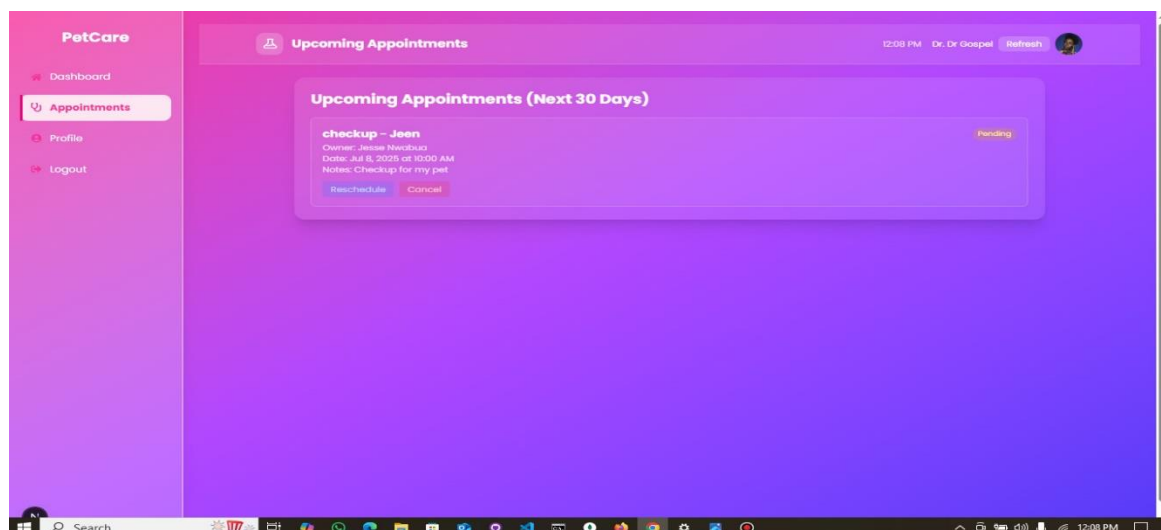 PetCare
Dashboard
Appointments
Profile
Logout
Upcoming Appointments
12:08 PM Dr. Dr Gospel Refresh
Upcoming Appointments (Next 30 Days)
checkup – Jeen
Pending
Owner: Jesse Nwabua
Date: Jul 8, 2025 at 10:00 AM
Notes: Checkup for my pet
Reschedule Cancel
Search
12:08 PM